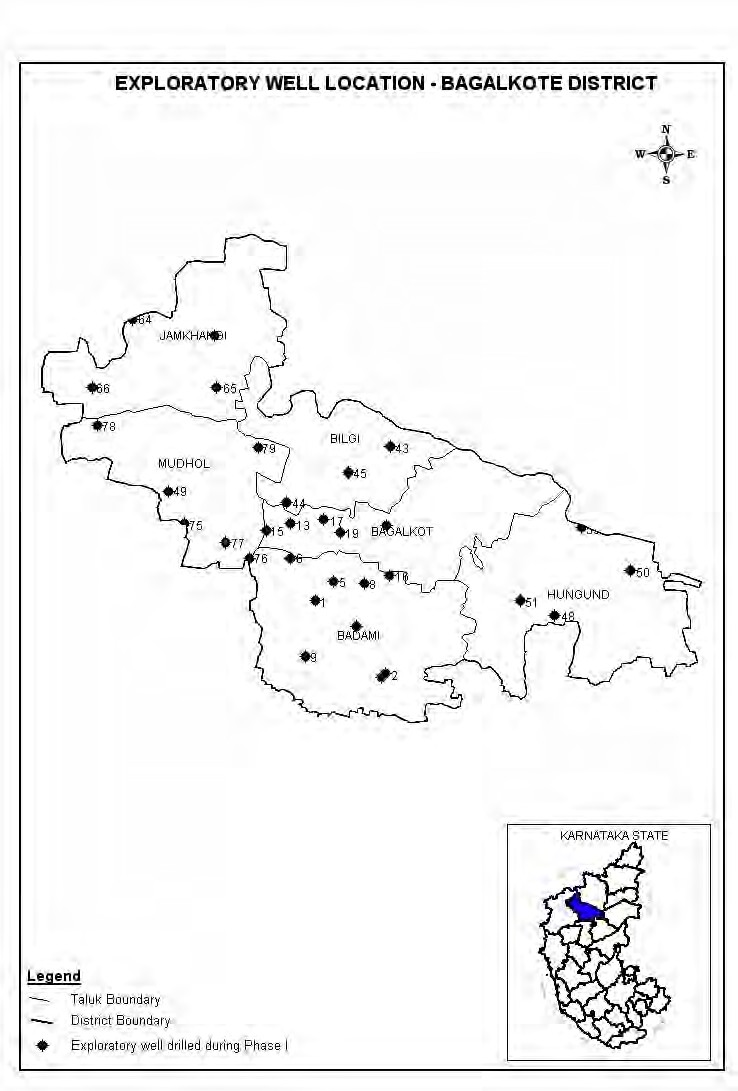 EXPLORATORY WELL LOCATION - BAGALKOTE DISTRICT
N
W E
S
64
JAMKHANDI
66
65
78
BILGI
43
79
MUDHOL
45
49
44
17
13
75
15
19
BAGALKOT
77
76
6
10
50
5
8
HUNGUND
1
51
48
BADAMI
9
2
KARNATAKA STATE
Legend
Taluk Boundary
District Boundary
Exploratory well drilled during Phase I